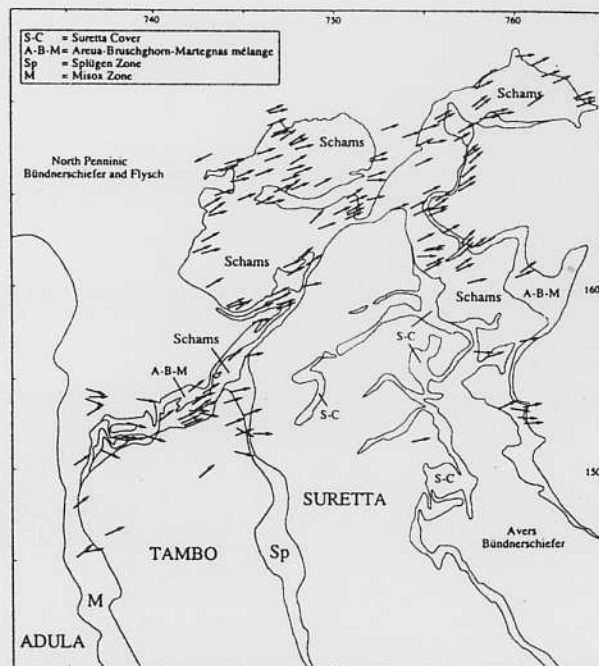 740
750
760
S-C = Suretta Cover
A-B-M = Areua-Bruschghorn-Martegnas mélange
Sp = Splügen Zone
M = Misox Zone
Schams
Schams
North Penninic
Bündnerschiefer and Flysch
Schams
Schams
A-B-M
160
Schams
A-B-M
S-C
S-C
150
S-C
SURETTA
Avers
Bündnerschiefer
TAMBO
Sp
M
ADULA